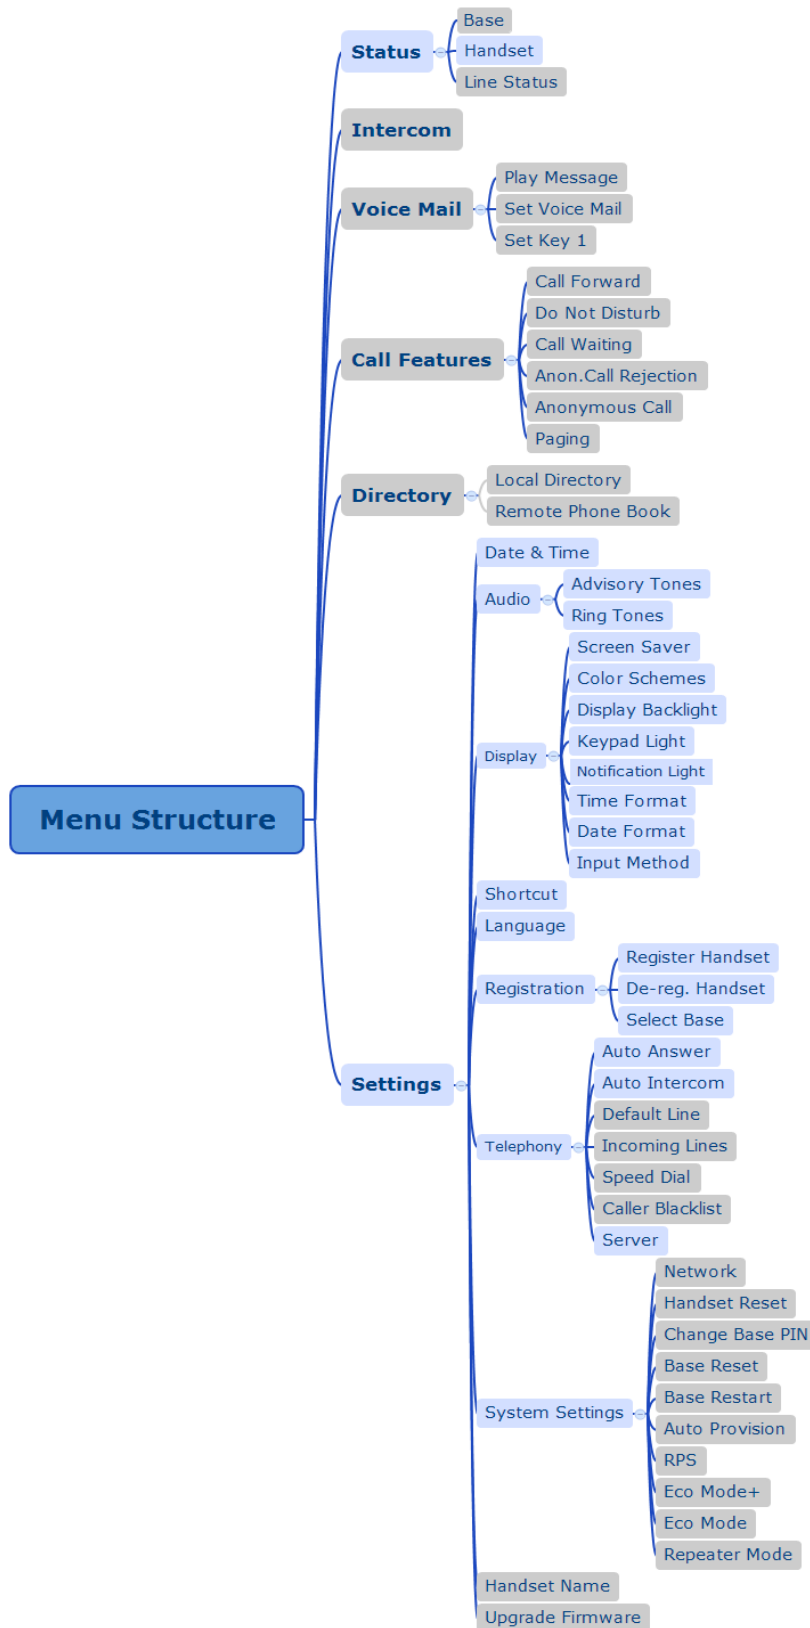 Base
Status
Handset
Line Status
Intercom
Play Message
Voice Mail
Set Voice Mail
Set Key 1
Call Forward
Do Not Disturb
Call Waiting
Call Features
Anon.Call Rejection
Anonymous Call
Paging
Local Directory
Directory
Remote Phone Book
Date & Time
Advisory Tones
Audio
Ring Tones
Screen Saver
Color Schemes
Display Backlight
Keypad Light
Display
Notification Light
Time Format
Menu Structure
Date Format
Input Method
Shortcut
Language
Register Handset
Registration
De-reg. Handset
Select Base
Auto Answer
Settings
Auto Intercom
Default Line
Telephony
Incoming Lines
Speed Dial
Caller Blacklist
Server
Network
Handset Reset
Change Base PIN
Base Reset
Base Restart
System Settings
Auto Provision
RPS
Eco Mode+
Eco Mode
Repeater Mode
Handset Name
Upgrade Firmware